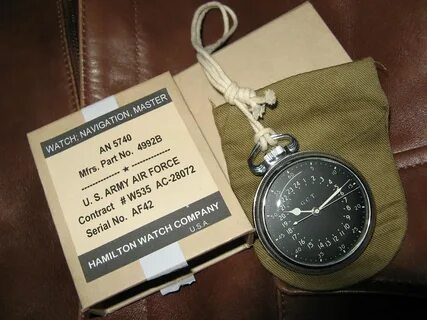 WATCH: NAVIGATION, MASTER
AN 5740
Mfrs. Part No. 4992B
U. S. ARMY AIR FORCE
Contract # W535 AC-28072
Serial No. AF42
HAMILTON WATCH COMPANY
U.S.A
G.C.T.